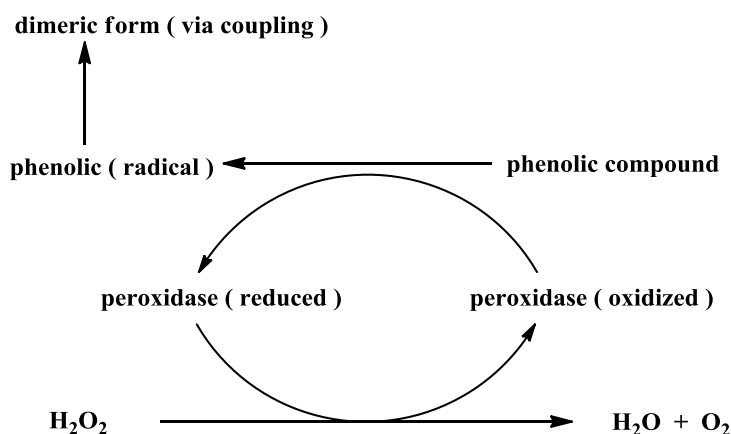 dimeric form ( via coupling )
phenolic ( radical )
phenolic compound
peroxidase ( reduced )
peroxidase ( oxidized )
H₂O₂
H₂O + O₂